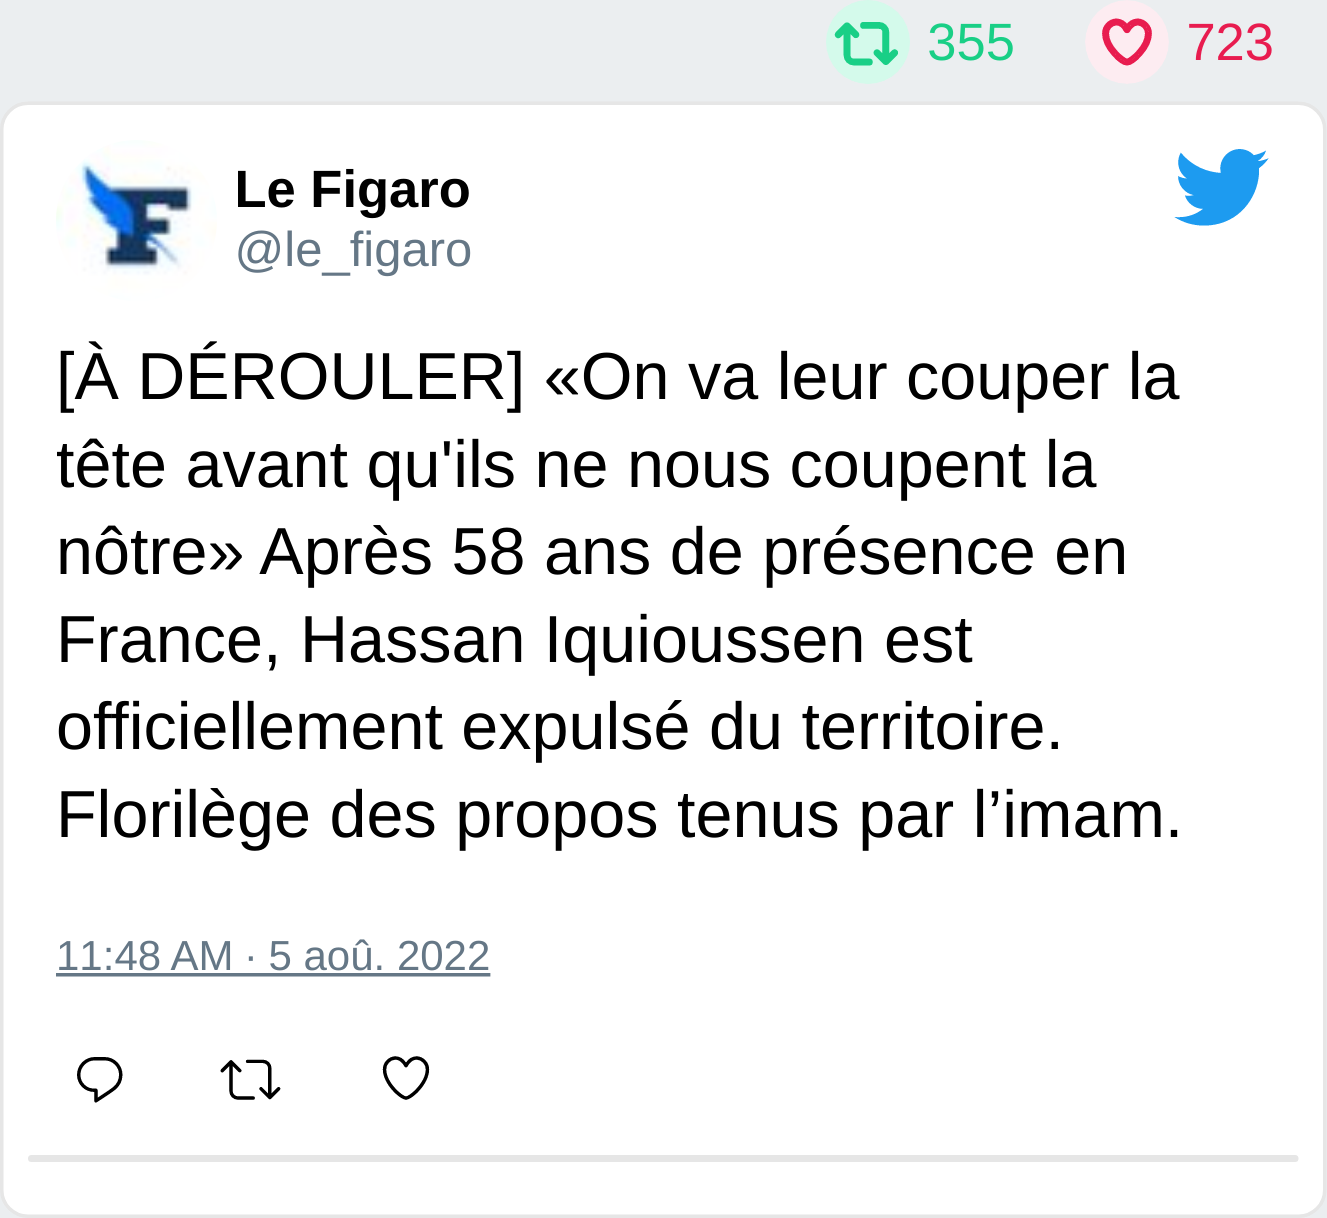 355 723
Le Figaro
@le_figaro
[À DÉROULER] «On va leur couper la
tête avant qu'ils ne nous coupent la
nôtre» Après 58 ans de présence en
France, Hassan Iquioussen est
officiellement expulsé du territoire.
Florilège des propos tenus par l’imam.
11:48 AM · 5 aoû. 2022